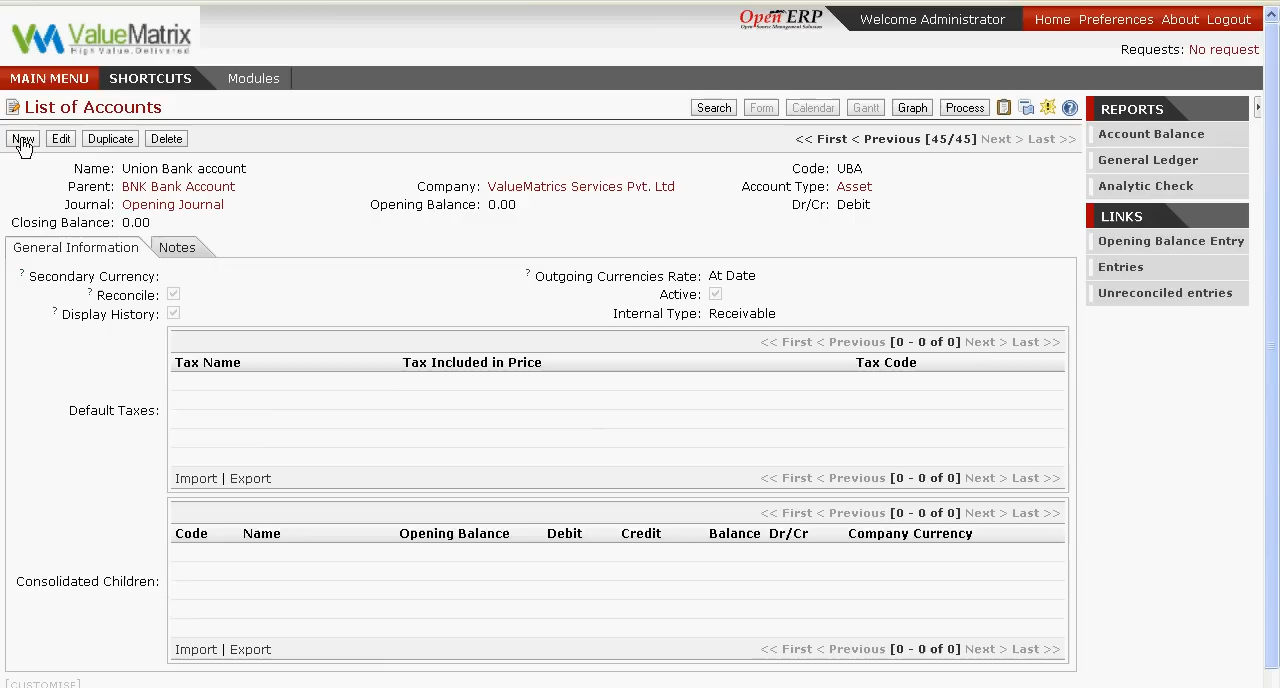 ValueMatrix
High Value. Delivered
Open ERP
Open Source Management Solution
Welcome Administrator
Home Preferences About Logout
Requests: No request
MAIN MENU SHORTCUTS Modules
List of Accounts
Search Form Calendar Gantt Graph Process
New Edit Duplicate Delete
<< First < Previous [45/45] Next > Last >>
Name: Union Bank account Code: UBA
Parent: BNK Bank Account Company: ValueMatrics Services Pvt. Ltd Account Type: Asset
Journal: Opening Journal Opening Balance: 0.00 Dr/Cr: Debit
Closing Balance: 0.00
General Information Notes
? Secondary Currency: ? Outgoing Currencies Rate: At Date
? Reconcile: Active:
? Display History: Internal Type: Receivable
<< First < Previous [0 - 0 of 0] Next > Last >>
Tax Name Tax Included in Price Tax Code
Default Taxes:
Import | Export << First < Previous [0 - 0 of 0] Next > Last >>
<< First < Previous [0 - 0 of 0] Next > Last >>
Code Name Opening Balance Debit Credit Balance Dr/Cr Company Currency
Consolidated Children:
Import | Export << First < Previous [0 - 0 of 0] Next > Last >>
[CUSTOMISE]
REPORTS
Account Balance
General Ledger
Analytic Check
LINKS
Opening Balance Entry
Entries
Unreconciled entries